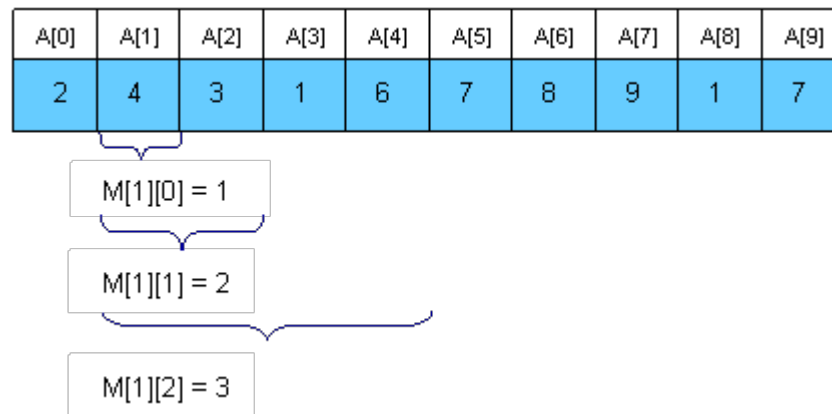 A[0] A[1] A[2] A[3] A[4] A[5] A[6] A[7] A[8] A[9]
2 4 3 1 6 7 8 9 1 7
M[1][0] = 1
M[1][1] = 2
M[1][2] = 3